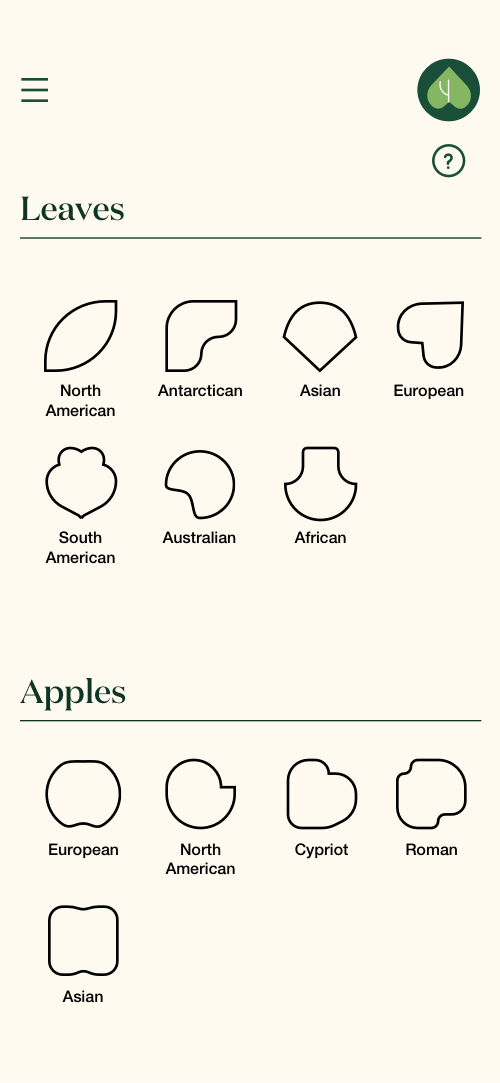 ?
Leaves
North
American
Antarctican
Asian
European
South
American
Australian
African
Apples
European
North
American
Cypriot
Roman
Asian